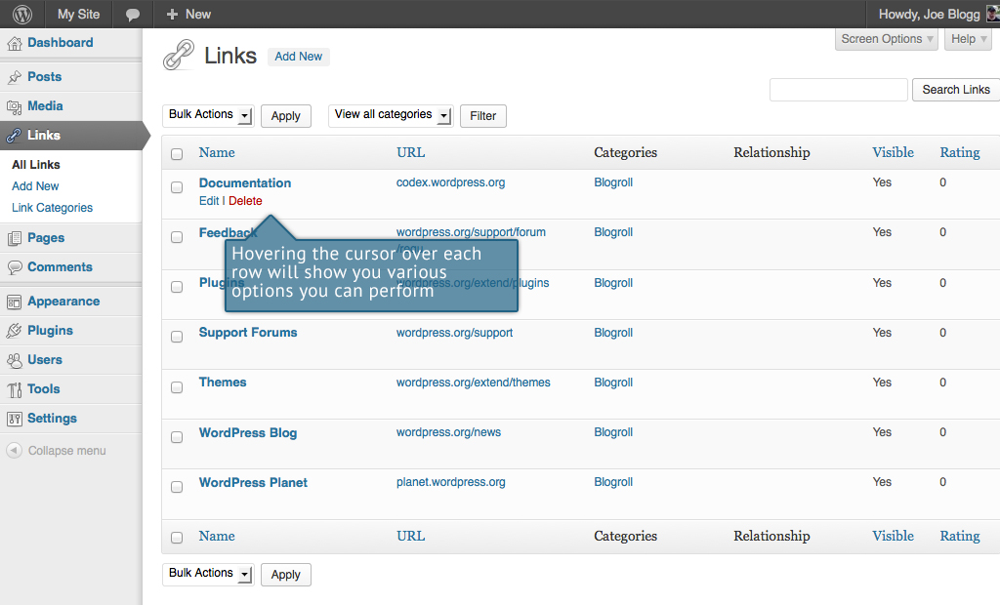 My Site New Howdy, Joe Blogg
Dashboard
Posts
Media
Links
All Links
Add New
Link Categories
Pages
Comments
Appearance
Plugins
Users
Tools
Settings
Collapse menu
Screen Options Help
Links Add New
Search Links
Bulk Actions Apply View all categories Filter
Name URL Categories Relationship Visible Rating
Documentation codex.wordpress.org Blogroll Yes 0
Edit | Delete
Feedback wordpress.org/support/forum Blogroll Yes 0
Hovering the cursor over each
row will show you various
options you can perform
Plugins wordpress.org/extend/plugins Blogroll Yes 0
Support Forums wordpress.org/support Blogroll Yes 0
Themes wordpress.org/extend/themes Blogroll Yes 0
WordPress Blog wordpress.org/news Blogroll Yes 0
WordPress Planet planet.wordpress.org Blogroll Yes 0
Name URL Categories Relationship Visible Rating
Bulk Actions Apply